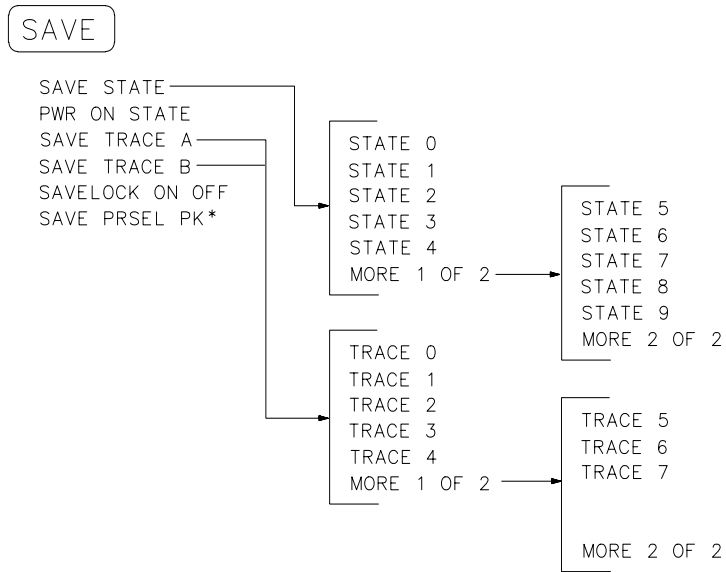 SAVE
SAVE STATE
PWR ON STATE
SAVE TRACE A
SAVE TRACE B
SAVELOCK ON OFF
SAVE PRSEL PK*
STATE 0
STATE 1
STATE 2
STATE 3
STATE 4
MORE 1 OF 2
STATE 5
STATE 6
STATE 7
STATE 8
STATE 9
MORE 2 OF 2
TRACE 0
TRACE 1
TRACE 2
TRACE 3
TRACE 4
MORE 1 OF 2
TRACE 5
TRACE 6
TRACE 7
MORE 2 OF 2